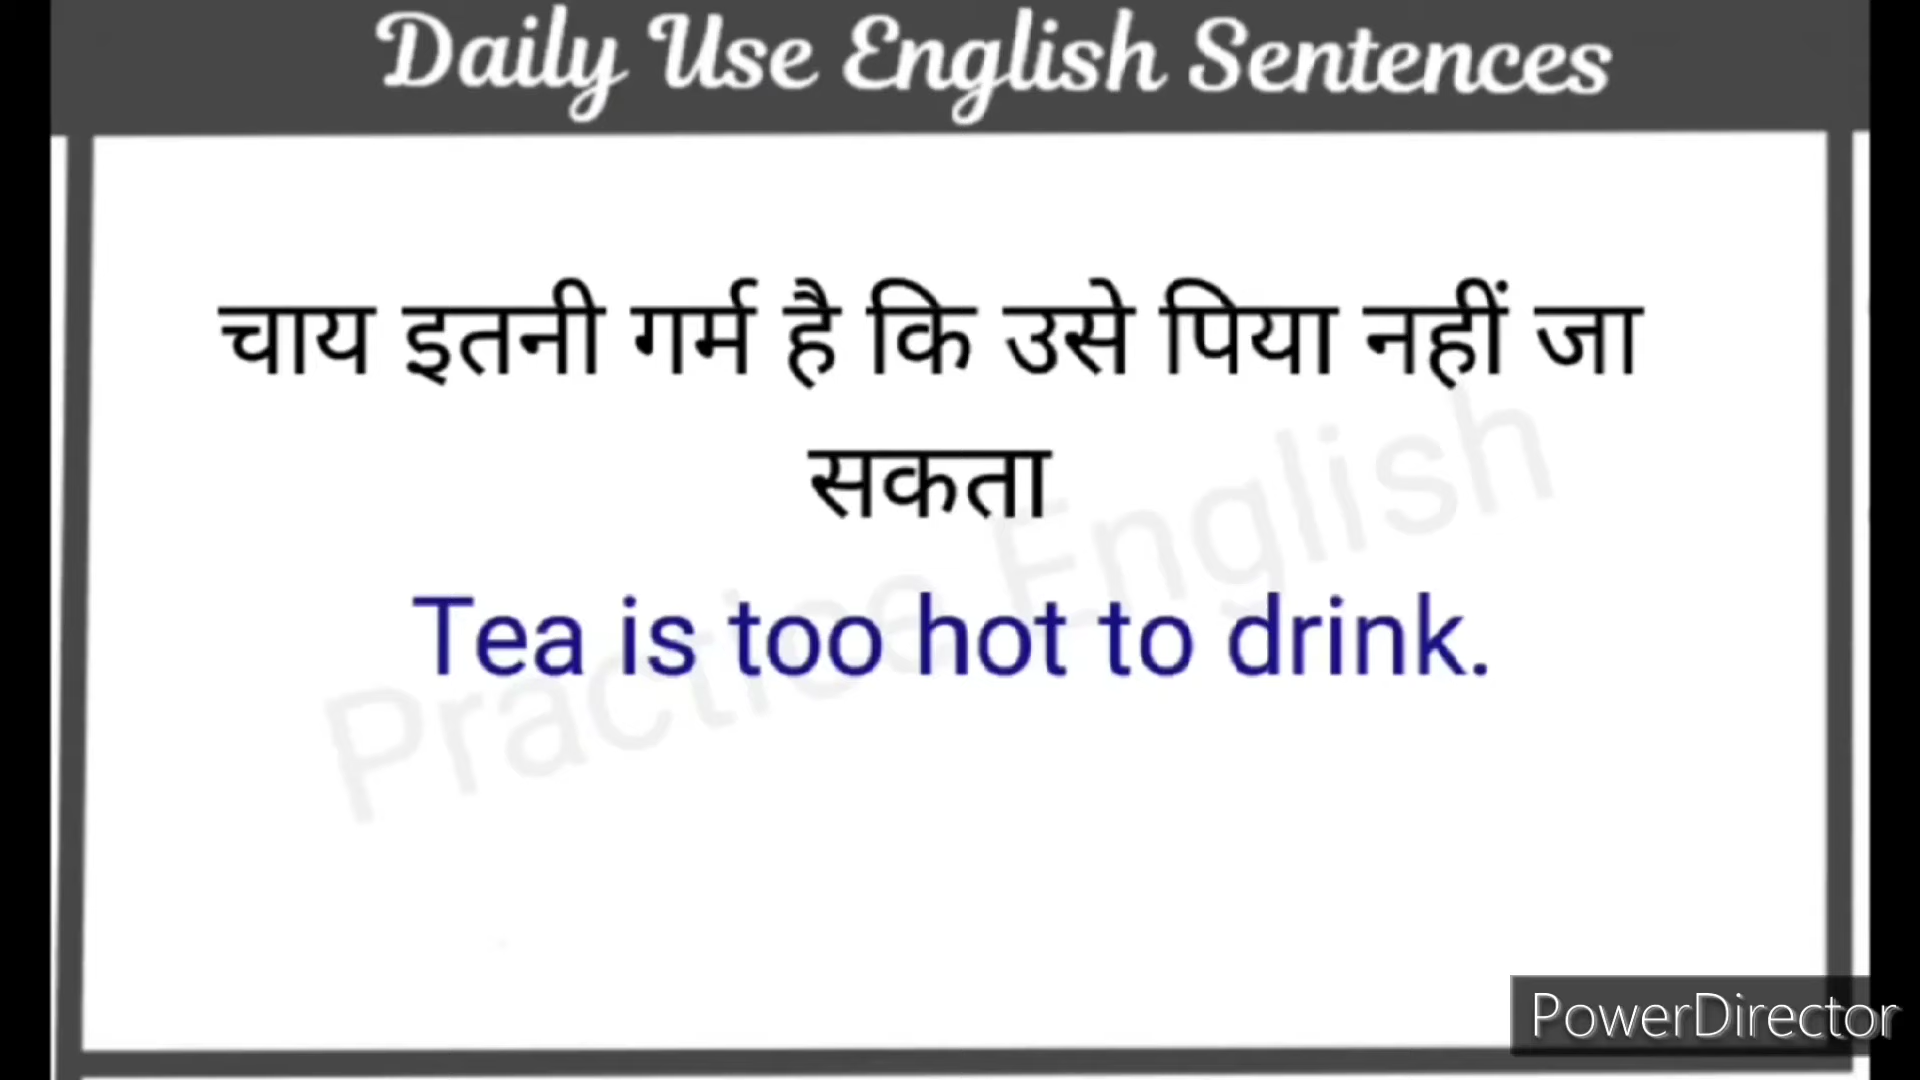 Daily Use English Sentences
चाय इतनी गर्म है कि उसे पिया नहीं जा
सकता
Tea is too hot to drink.
Practice English
PowerDirector